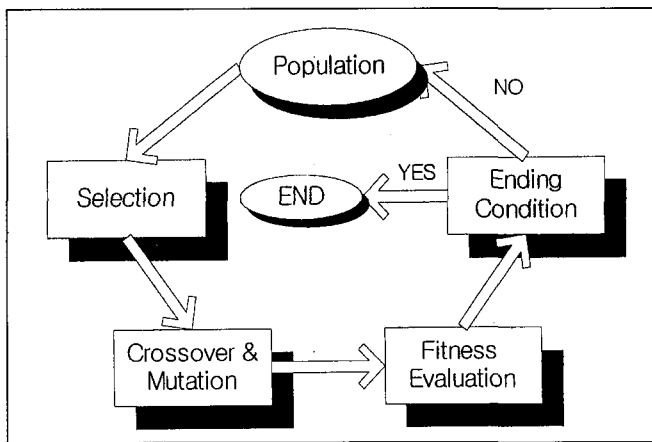 Population
NO
Selection
END
YES
Ending
Condition
Crossover &
Mutation
Fitness
Evaluation